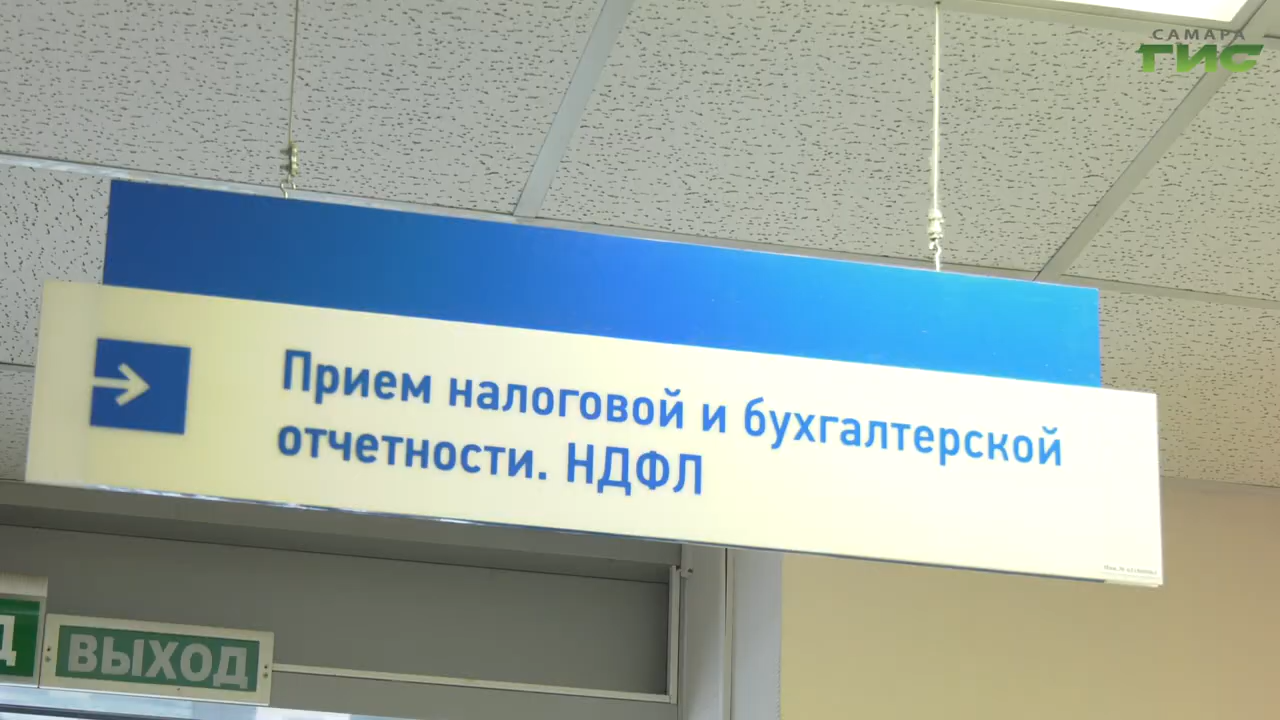 САМАРА
ГИС
Прием налоговой и бухгалтерской
отчетности. НДФЛ
Д
ВЫХОД